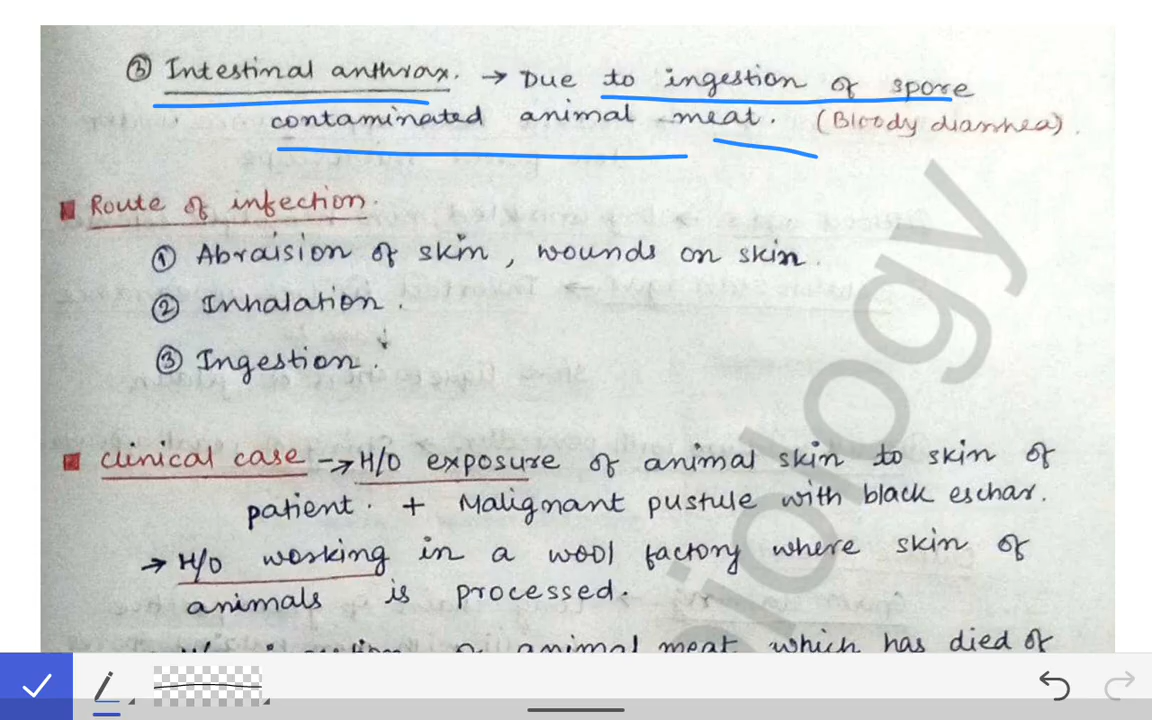 ③ Intestinal anthrax. → Due to ingestion of spore
contaminated animal meat. (Bloody diarrhea).
Route of infection.
① Abraision of skin, wounds on skin.
② Inhalation.
③ Ingestion.
clinical case → H/O exposure of animal skin to skin of
patient. + Malignant pustule with black eschar.
→ H/O working in a wool factory where skin of
animals is processed.
animal meat which has died of
biology